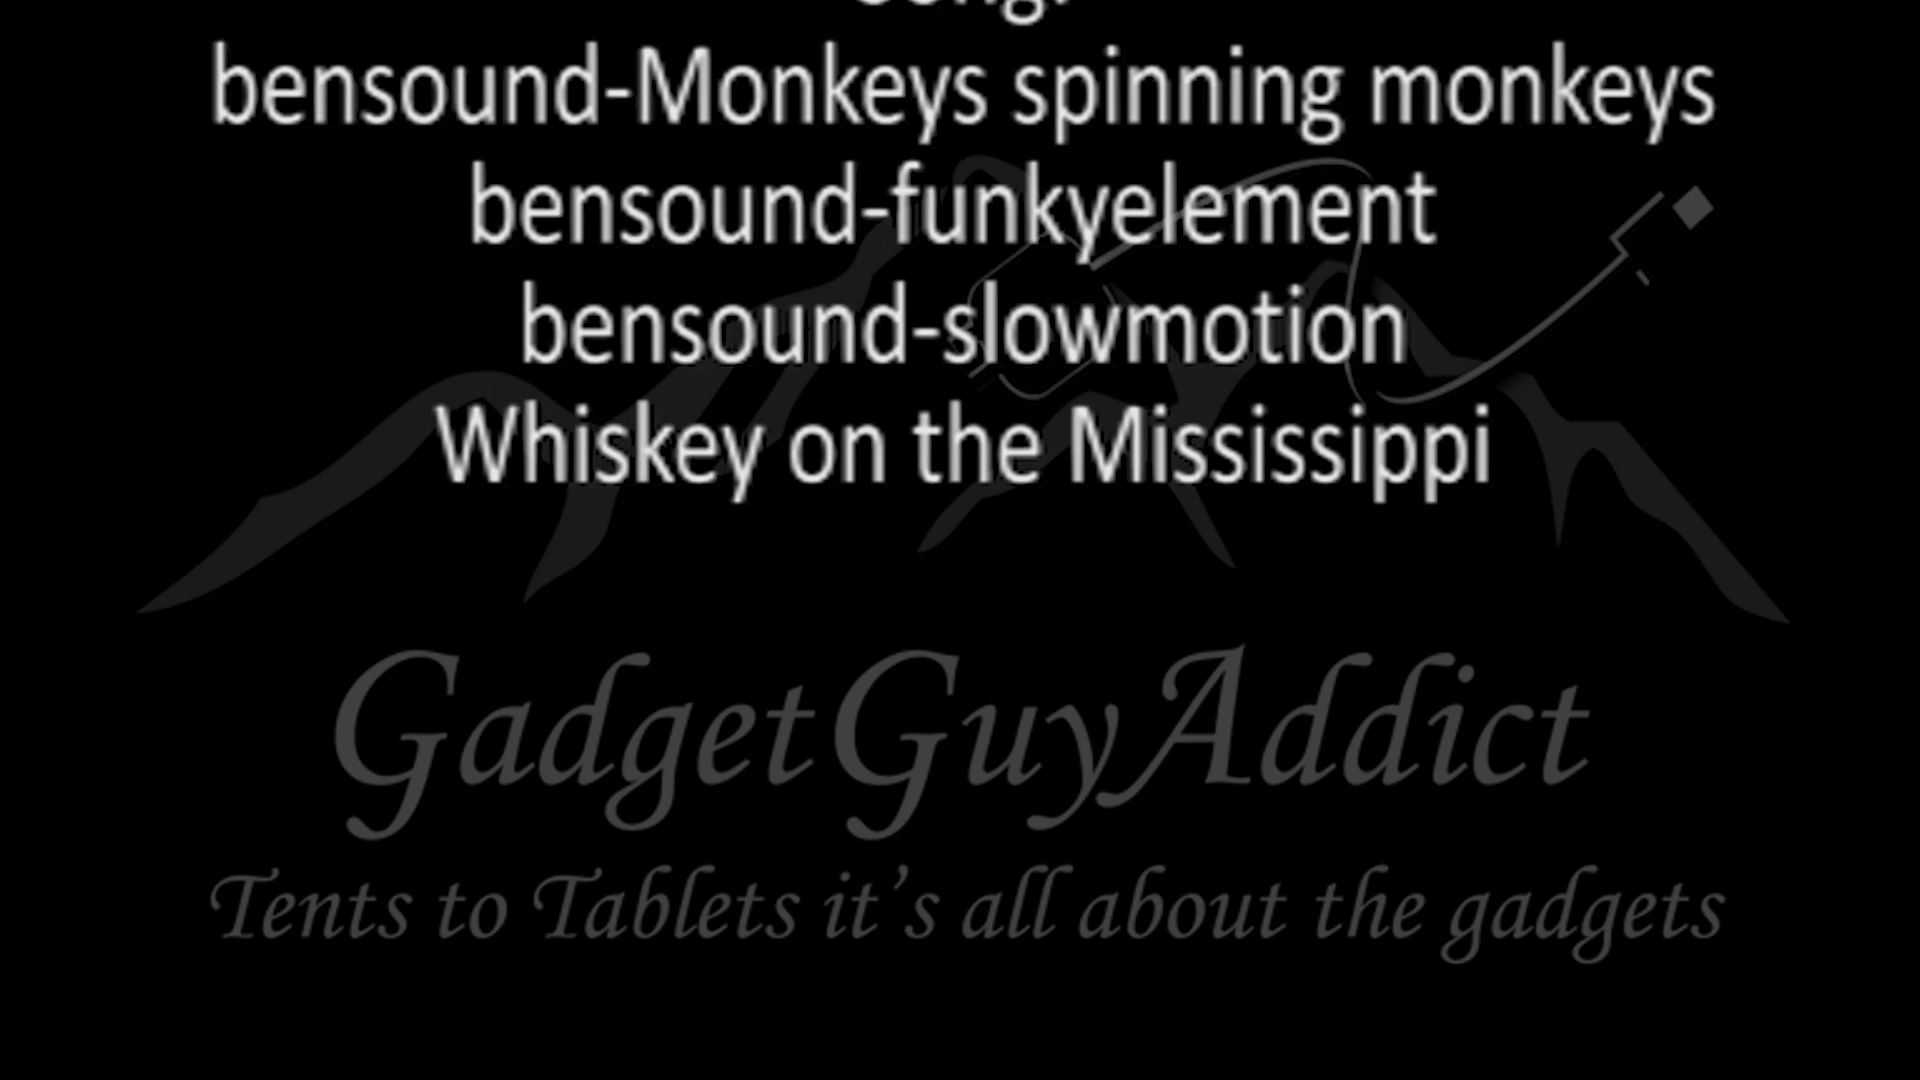 bensound-Monkeys spinning monkeys
bensound-funkyelement
bensound-slowmotion
Whiskey on the Mississippi
GadgetGuyAddict
Tents to Tablets it's all about the gadgets